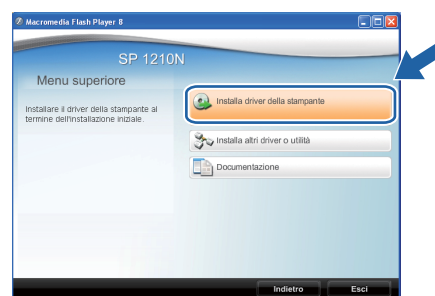 Macromedia Flash Player 8
SP 1210N
Menu superiore
Installare il driver della stampante al
termine dell'installazione iniziale.
Installa driver della stampante
Installa altri driver o utilità
Documentazione
Indietro
Esci